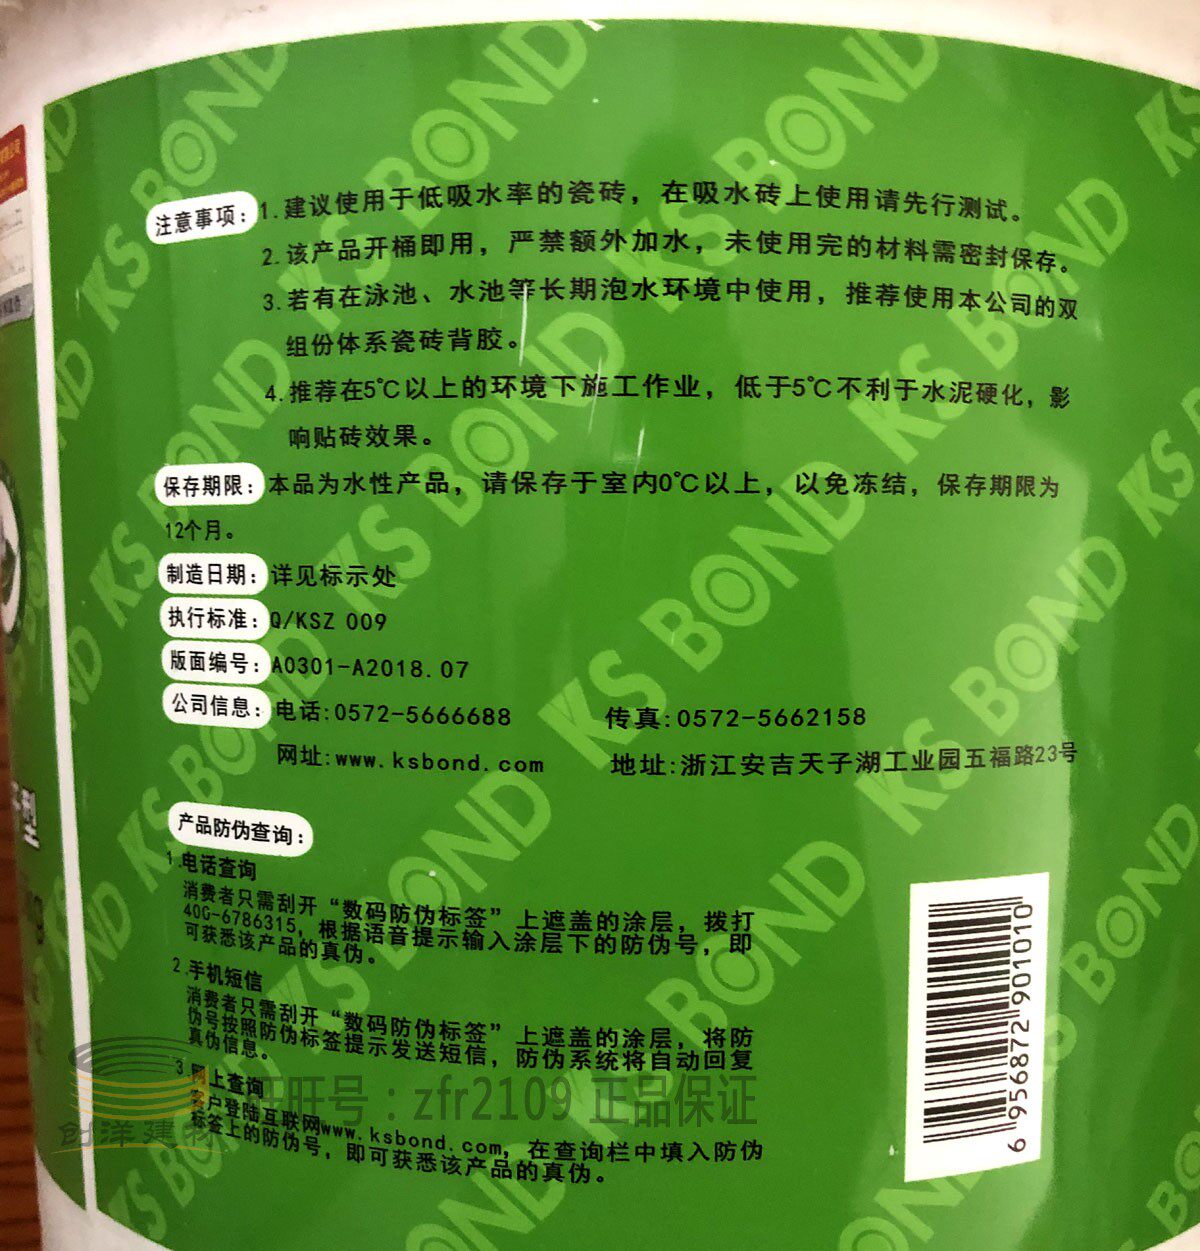 注意事项：1.建议使用于低吸水率的瓷砖，在吸水砖上使用请先行测试。
2.该产品开桶即用，严禁额外加水，未使用完的材料需密封保存。
3.若有在泳池、水池等长期泡水环境中使用，推荐使用本公司的双
组份体系瓷砖背胶。
4.推荐在5℃以上的环境下施工作业，低于5℃不利于水泥硬化，影
响贴砖效果。
保存期限：本品为水性产品，请保存于室内0℃以上，以免冻结，保存期限为
12个月。
制造日期：详见标示处
执行标准：Q/KSZ 009
版面编号：A0301-A2018.07
公司信息：电话:0572-5666688 传真:0572-5662158
网址:www.ksbond.com 地址:浙江安吉天子湖工业园五福路23号
产品防伪查询：
1.电话查询
消费者只需刮开“数码防伪标签”上遮盖的涂层，拨打
400-6786315，根据语音提示输入涂层下的防伪号，即
可获悉该产品的真伪。
2.手机短信
消费者只需刮开“数码防伪标签”上遮盖的涂层，将防
伪号按照防伪标签提示发送短信，防伪系统将自动回复
真伪信息。
3.网上查询
客户登陆互联网www.ksbond.com，在查询栏中填入防伪
标签上的防伪号，即可获悉该产品的真伪。
6956872901010
KS BOND
型
创洋建材
旺旺号：zfr2109 正品保证